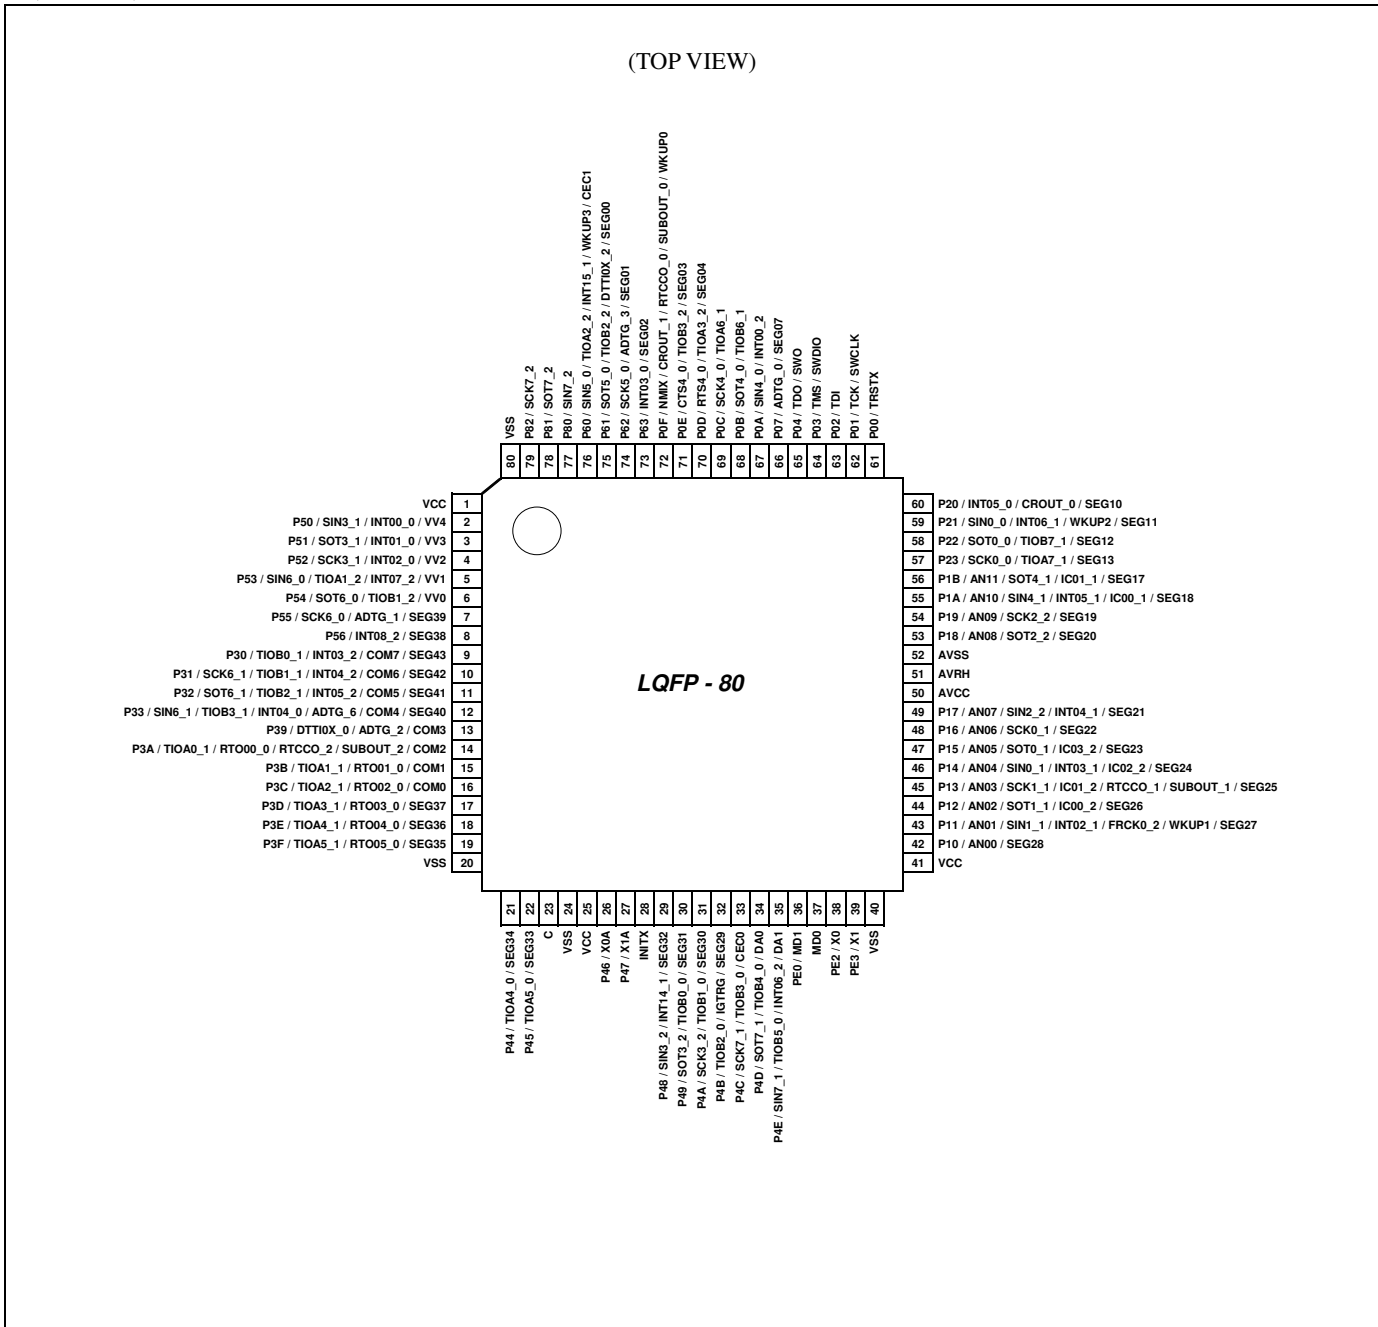 (TOP VIEW)
VSS
P82 / SCK7_2
P81 / SOT7_2
P80 / SIN7_2
P60 / SIN5_0 / TIOA2_2 / INT15_1 / WKUP3 / CEC1
P61 / SOT5_0 / TIOB2_2 / DTTI0X_2 / SEG00
P62 / SCK5_0 / ADTG_3 / SEG01
P63 / INT03_0 / SEG02
P0F / NMIX / CROUT_1 / RTCCO_0 / SUBOUT_0 / WKUP0
P0E / CTS4_0 / TIOB3_2 / SEG03
P0D / RTS4_0 / TIOA3_2 / SEG04
P0C / SCK4_0 / TIOA6_1
P0B / SOT4_0 / TIOB6_1
P0A / SIN4_0 / INT00_2
P07 / ADTG_0 / SEG07
P04 / TDO / SWO
P03 / TMS / SWDIO
P02 / TDI
P01 / TCK / SWCLK
P00 / TRSTX
80 79 78 77 76 75 74 73 72 71 70 69 68 67 66 65 64 63 62 61
VCC 1
P50 / SIN3_1 / INT00_0 / VV4 2
P51 / SOT3_1 / INT01_0 / VV3 3
P52 / SCK3_1 / INT02_0 / VV2 4
P53 / SIN6_0 / TIOA1_2 / INT07_2 / VV1 5
P54 / SOT6_0 / TIOB1_2 / VV0 6
P55 / SCK6_0 / ADTG_1 / SEG39 7
P56 / INT08_2 / SEG38 8
P30 / TIOB0_1 / INT03_2 / COM7 / SEG43 9
P31 / SCK6_1 / TIOB1_1 / INT04_2 / COM6 / SEG42 10
P32 / SOT6_1 / TIOB2_1 / INT05_2 / COM5 / SEG41 11
P33 / SIN6_1 / TIOB3_1 / INT04_0 / ADTG_6 / COM4 / SEG40 12
P39 / DTTI0X_0 / ADTG_2 / COM3 13
P3A / TIOA0_1 / RTO00_0 / RTCCO_2 / SUBOUT_2 / COM2 14
P3B / TIOA1_1 / RTO01_0 / COM1 15
P3C / TIOA2_1 / RTO02_0 / COM0 16
P3D / TIOA3_1 / RTO03_0 / SEG37 17
P3E / TIOA4_1 / RTO04_0 / SEG36 18
P3F / TIOA5_1 / RTO05_0 / SEG35 19
VSS 20
LQFP - 80
60 P20 / INT05_0 / CROUT_0 / SEG10
59 P21 / SIN0_0 / INT06_1 / WKUP2 / SEG11
58 P22 / SOT0_0 / TIOB7_1 / SEG12
57 P23 / SCK0_0 / TIOA7_1 / SEG13
56 P1B / AN11 / SOT4_1 / IC01_1 / SEG17
55 P1A / AN10 / SIN4_1 / INT05_1 / IC00_1 / SEG18
54 P19 / AN09 / SCK2_2 / SEG19
53 P18 / AN08 / SOT2_2 / SEG20
52 AVSS
51 AVRH
50 AVCC
49 P17 / AN07 / SIN2_2 / INT04_1 / SEG21
48 P16 / AN06 / SCK0_1 / SEG22
47 P15 / AN05 / SOT0_1 / IC03_2 / SEG23
46 P14 / AN04 / SIN0_1 / INT03_1 / IC02_2 / SEG24
45 P13 / AN03 / SCK1_1 / IC01_2 / RTCCO_1 / SUBOUT_1 / SEG25
44 P12 / AN02 / SOT1_1 / IC00_2 / SEG26
43 P11 / AN01 / SIN1_1 / INT02_1 / FRCK0_2 / WKUP1 / SEG27
42 P10 / AN00 / SEG28
41 VCC
21 22 23 24 25 26 27 28 29 30 31 32 33 34 35 36 37 38 39 40
P44 / TIOA4_0 / SEG34
P45 / TIOA5_0 / SEG33
C
VSS
VCC
P46 / X0A
P47 / X1A
INITX
P48 / SIN3_2 / INT14_1 / SEG32
P49 / SOT3_2 / TIOB0_0 / SEG31
P4A / SCK3_2 / TIOB1_0 / SEG30
P4B / TIOB2_0 / IGTRG / SEG29
P4C / SCK7_1 / TIOB3_0 / CEC0
P4D / SOT7_1 / TIOB4_0 / DA0
P4E / SIN7_1 / TIOB5_0 / INT06_2 / DA1
PE0 / MD1
MD0
PE2 / X0
PE3 / X1
VSS